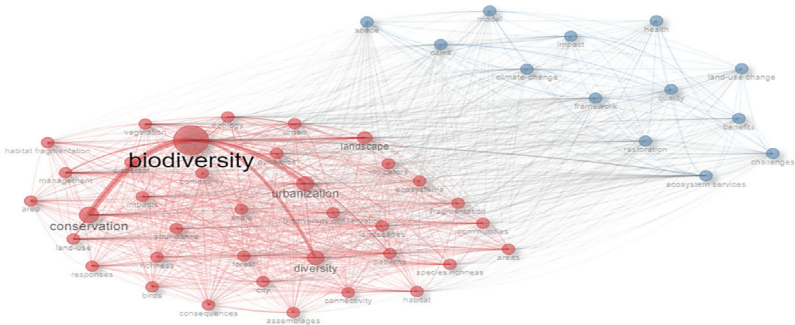 model
space
health
cities
impact
climate-change
land-use change
quality
framework
benefits
vegetation
urban
restoration
landscape
habitat fragmentation
biodiversity
challenges
management
ecosystems
ecosystem services
urbanization
impacts
area
fragmentation
conservation
abundance
landscapes
communities
land-use
patterns
areas
richness
forest
diversity
species richness
responses
city
birds
connectivity
habitat
consequences
assemblages